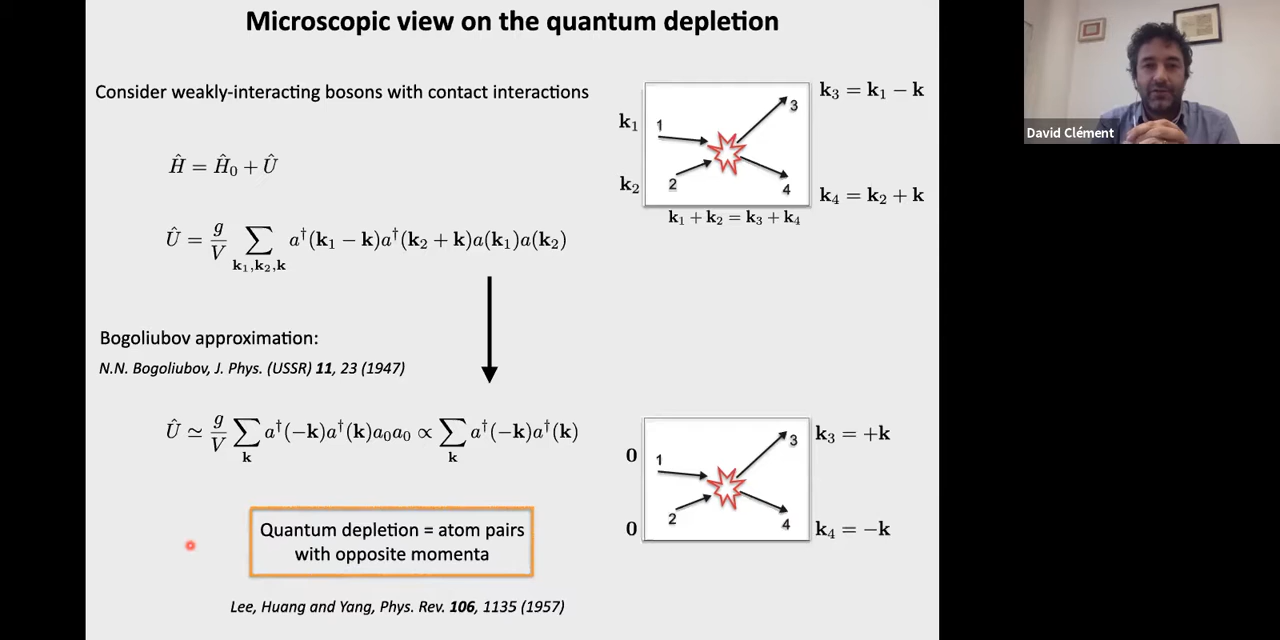 Microscopic view on the quantum depletion
Consider weakly-interacting bosons with contact interactions
Ĥ = Ĥ₀ + Û
Û = g/V ∑_{k₁,k₂,k} a†(k₁ − k)a†(k₂ + k)a(k₁)a(k₂)
k₁
k₂
1
2
3
4
k₃ = k₁ − k
k₄ = k₂ + k
k₁ + k₂ = k₃ + k₄
David Clément
Bogoliubov approximation:
N.N. Bogoliubov, J. Phys. (USSR) 11, 23 (1947)
Û ≃ g/V ∑_k a†(−k)a†(k)a₀a₀ ∝ ∑_k a†(−k)a†(k)
0
0
1
2
3
4
k₃ = +k
k₄ = −k
Quantum depletion = atom pairs
with opposite momenta
Lee, Huang and Yang, Phys. Rev. 106, 1135 (1957)